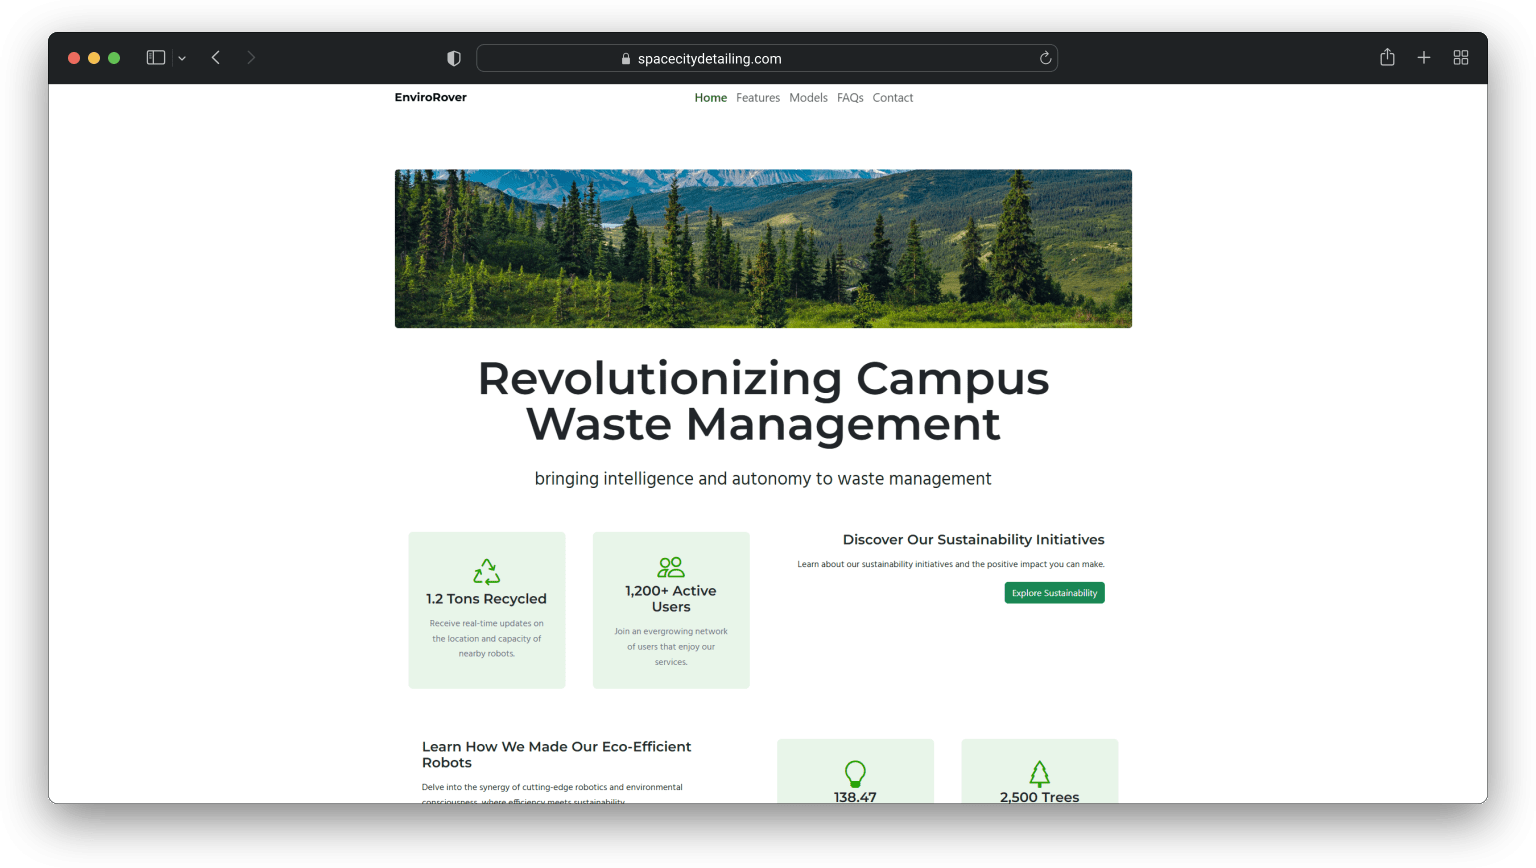 spacecitydetailing.com
EnviroRover
Home Features Models FAQs Contact
Revolutionizing Campus
Waste Management
bringing intelligence and autonomy to waste management
1.2 Tons Recycled
Receive real-time updates on
the location and capacity of
nearby robots.
1,200+ Active
Users
Join an evergrowing network
of users that enjoy our
services.
Discover Our Sustainability Initiatives
Learn about our sustainability initiatives and the positive impact you can make.
Explore Sustainability
Learn How We Made Our Eco-Efficient
Robots
Delve into the synergy of cutting-edge robotics and environmental
consciousness, where efficiency meets sustainability.
138.47
2,500 Trees